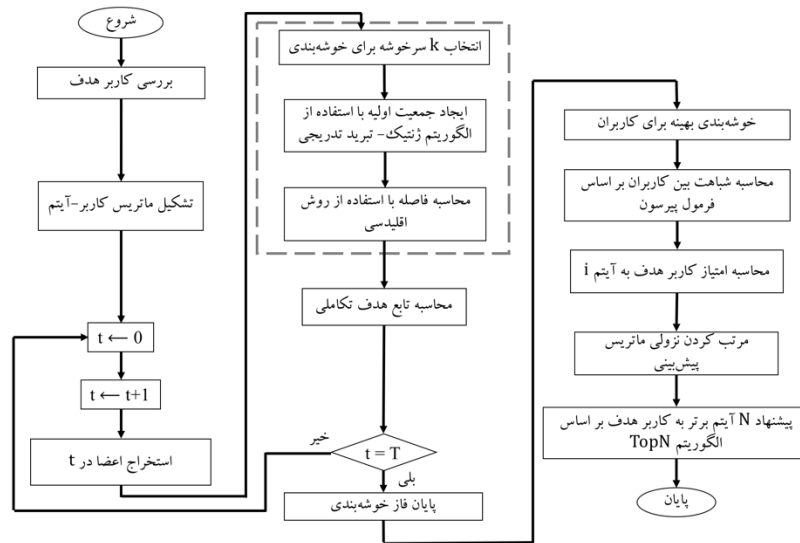 شروع
بررسی کاربر هدف
تشکیل ماتریس کاربر-آیتم
t ← 0
t ← t+1
استخراج اعضا در t
انتخاب k سرخوشه برای خوشه‌بندی
ایجاد جمعیت اولیه با استفاده از
الگوریتم ژنتیک- تبرید تدریجی
محاسبه فاصله با استفاده از روش
اقلیدسی
محاسبه تابع هدف تکاملی
t = T
خیر
بلی
پایان فاز خوشه‌بندی
خوشه‌بندی بهینه برای کاربران
محاسبه شباهت بین کاربران بر اساس
فرمول پیرسون
محاسبه امتیاز کاربر هدف به آیتم i
مرتب کردن نزولی ماتریس
پیش‌بینی
پیشنهاد N آیتم برتر به کاربر هدف بر اساس
الگوریتم TopN
پایان